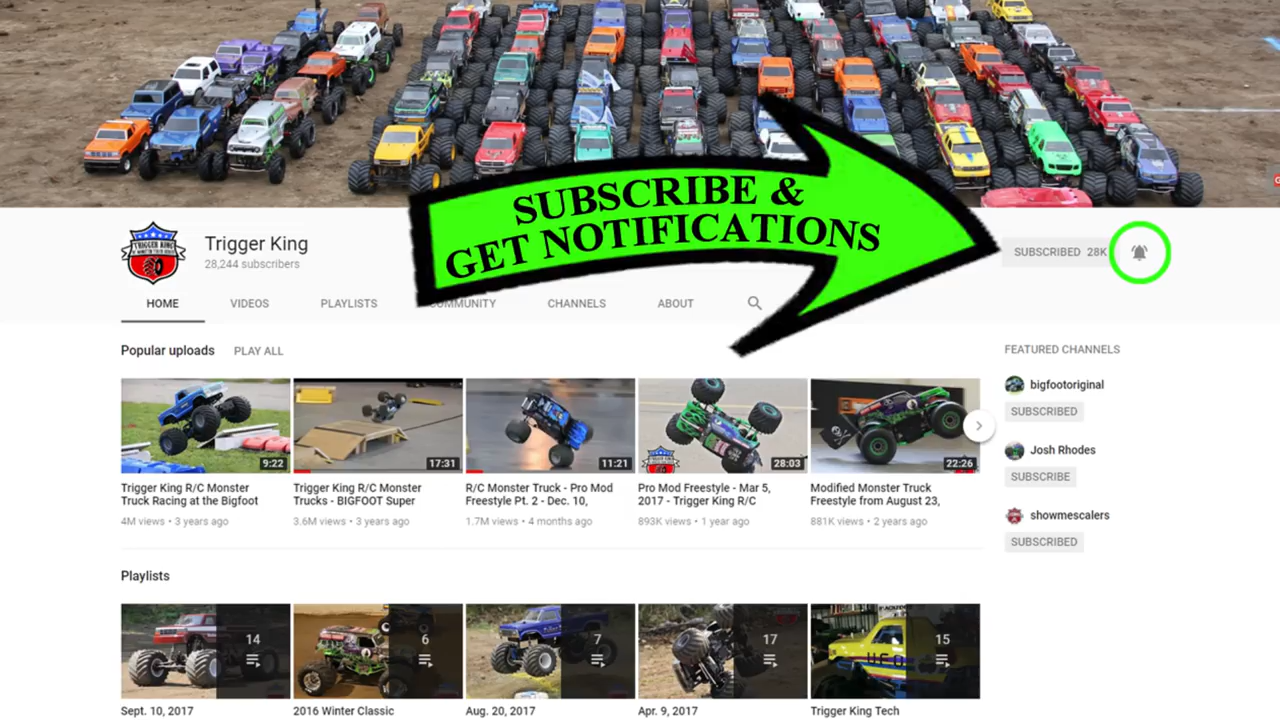 SUBSCRIBE &
GET NOTIFICATIONS
Trigger King
28,244 subscribers
SUBSCRIBED 28K
HOME
VIDEOS
PLAYLISTS
OMMUNITY
CHANNELS
ABOUT
Popular uploads
PLAY ALL
9:22
17:31
11:21
28:03
22:26
Trigger King R/C Monster
Truck Racing at the Bigfoot
4M views • 3 years ago
Trigger King R/C Monster
Trucks - BIGFOOT Super
3.6M views • 3 years ago
R/C Monster Truck - Pro Mod
Freestyle Pt. 2 - Dec. 10,
1.7M views • 4 months ago
Pro Mod Freestyle - Mar 5,
2017 - Trigger King R/C
893K views • 1 year ago
Modified Monster Truck
Freestyle from August 23,
881K views • 2 years ago
FEATURED CHANNELS
bigfootoriginal
SUBSCRIBED
Josh Rhodes
SUBSCRIBE
showmescalers
SUBSCRIBED
Playlists
14
6
7
17
15
U.F.O.
Sept. 10, 2017
2016 Winter Classic
Aug. 20, 2017
Apr. 9, 2017
Trigger King Tech